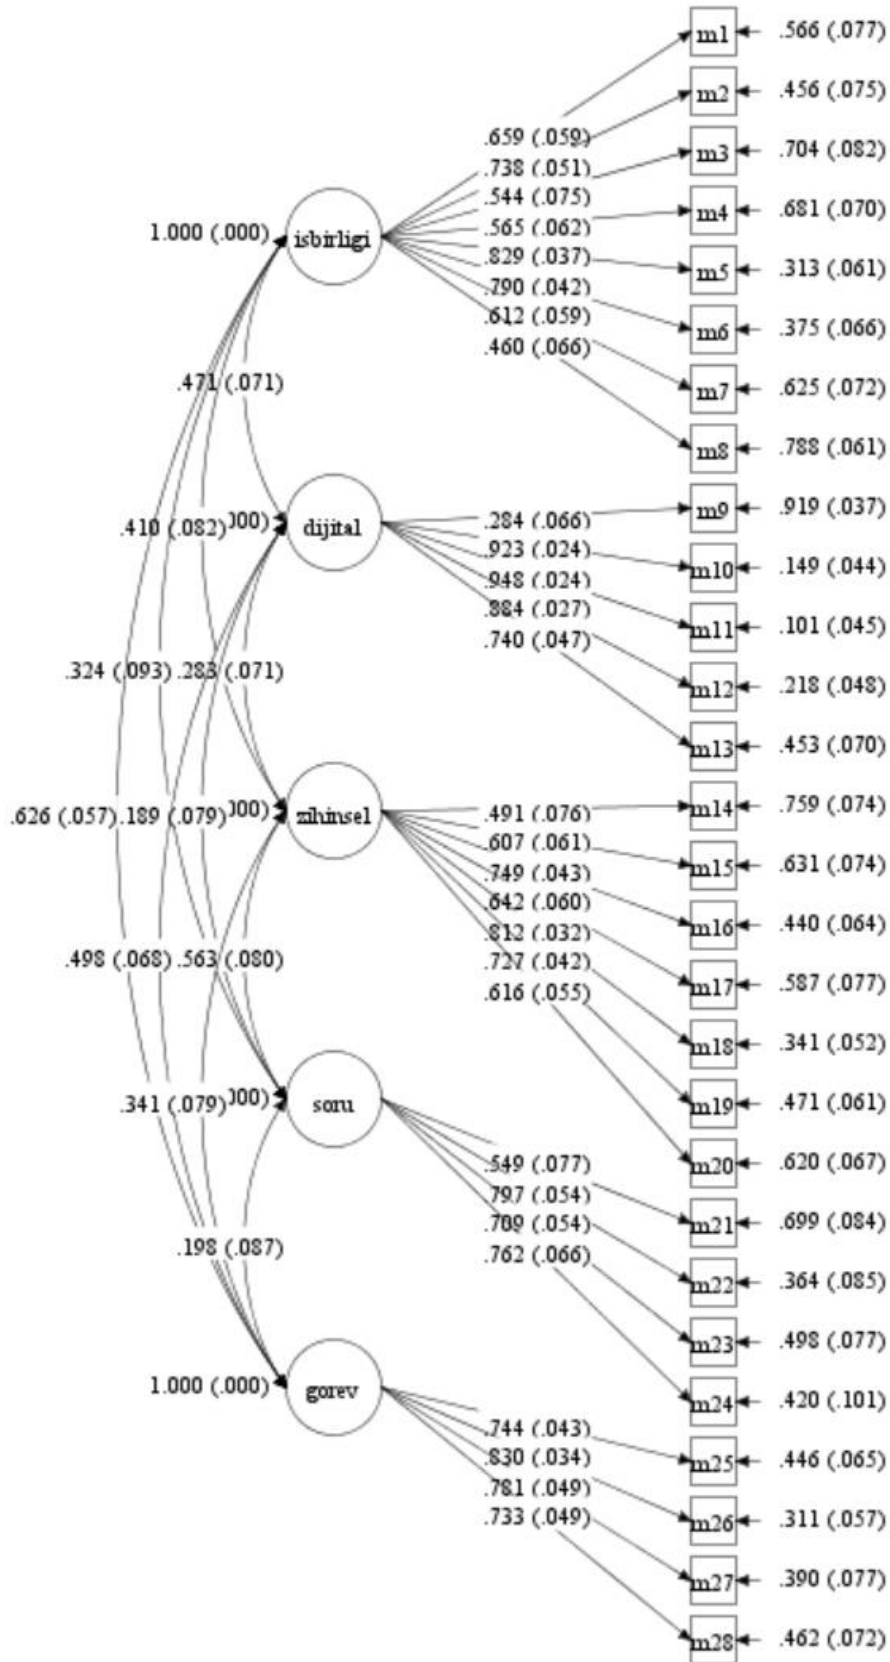 m1 .566 (.077)
m2 .456 (.075)
.659 (.059)
m3 .704 (.082)
.738 (.051)
.544 (.075)
m4 .681 (.070)
.565 (.062)
1.000 (.000) isbirligi
.829 (.037)
m5 .313 (.061)
.790 (.042)
.612 (.059)
m6 .375 (.066)
.460 (.066)
.471 (.071)
m7 .625 (.072)
m8 .788 (.061)
m9 .919 (.037)
.410 (.082) 000) dijital
.284 (.066)
.923 (.024)
m10 .149 (.044)
.948 (.024)
.884 (.027)
m11 .101 (.045)
.740 (.047)
.324 (.093) .283 (.071)
m12 .218 (.048)
m13 .453 (.070)
m14 .759 (.074)
.626 (.057) .189 (.079) 000) zihinsel
.491 (.076)
.607 (.061)
m15 .631 (.074)
.749 (.043)
.642 (.060)
m16 .440 (.064)
.812 (.032)
.727 (.042)
.498 (.068) .563 (.080)
m17 .587 (.077)
.616 (.055)
m18 .341 (.052)
.341 (.079) 000) soru
m19 .471 (.061)
m20 .620 (.067)
.549 (.077)
.797 (.054)
m21 .699 (.084)
.709 (.054)
.198 (.087)
.762 (.066)
m22 .364 (.085)
m23 .498 (.077)
1.000 (.000) gorev
m24 .420 (.101)
.744 (.043)
.830 (.034)
m25 .446 (.065)
.781 (.049)
.733 (.049)
m26 .311 (.057)
m27 .390 (.077)
m28 .462 (.072)